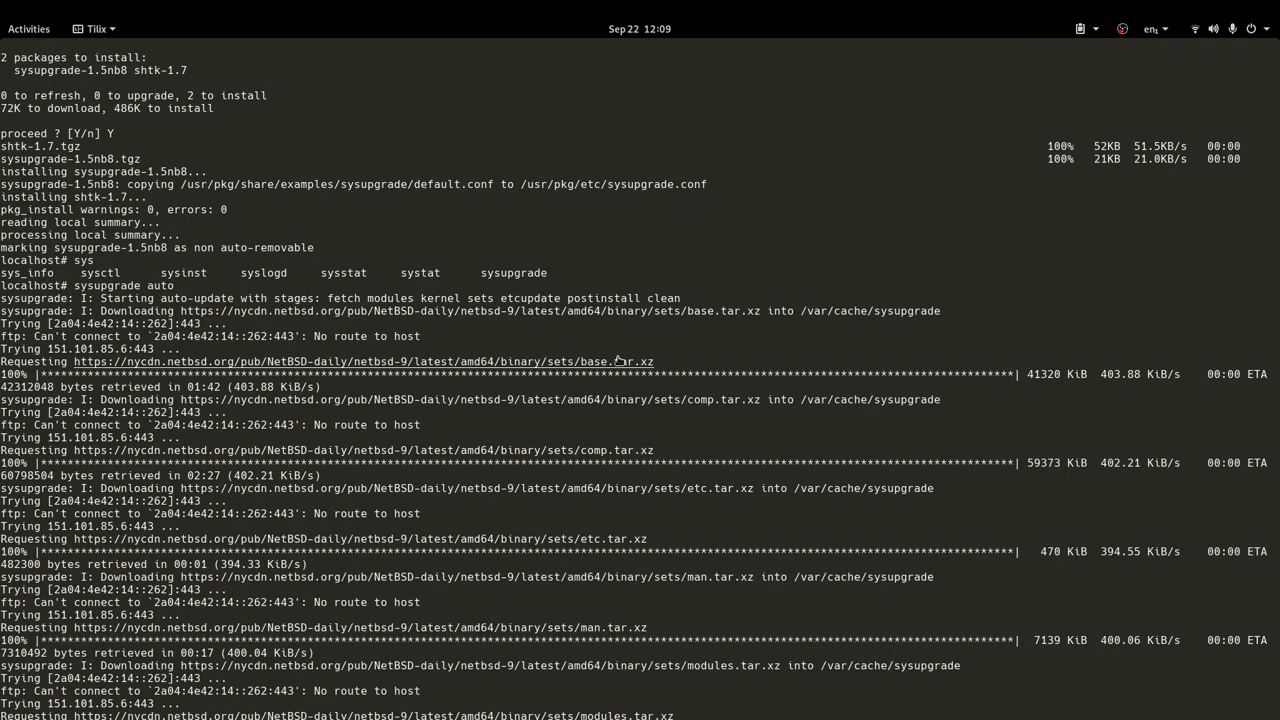 Activities Tilix Sep 22 12:09 en₁
2 packages to install:
  sysupgrade-1.5nb8 shtk-1.7
0 to refresh, 0 to upgrade, 2 to install
72K to download, 486K to install
proceed ? [Y/n] Y
shtk-1.7.tgz 100% 52KB 51.5KB/s 00:00
sysupgrade-1.5nb8.tgz 100% 21KB 21.0KB/s 00:00
installing sysupgrade-1.5nb8...
sysupgrade-1.5nb8: copying /usr/pkg/share/examples/sysupgrade/default.conf to /usr/pkg/etc/sysupgrade.conf
installing shtk-1.7...
pkg_install warnings: 0, errors: 0
reading local summary...
processing local summary...
marking sysupgrade-1.5nb8 as non auto-removable
localhost# sys
sys_info    sysctl      sysinst     syslogd     sysstat     systat      sysupgrade
localhost# sysupgrade auto
sysupgrade: I: Starting auto-update with stages: fetch modules kernel sets etcupdate postinstall clean
sysupgrade: I: Downloading https://nycdn.netbsd.org/pub/NetBSD-daily/netbsd-9/latest/amd64/binary/sets/base.tar.xz into /var/cache/sysupgrade
Trying [2a04:4e42:14::262]:443 ...
ftp: Can't connect to `2a04:4e42:14::262:443': No route to host
Trying 151.101.85.6:443 ...
Requesting https://nycdn.netbsd.org/pub/NetBSD-daily/netbsd-9/latest/amd64/binary/sets/base.tar.xz
100% |***************************************************************************************************************************************************| 41320 KiB  403.88 KiB/s    00:00 ETA
42312048 bytes retrieved in 01:42 (403.88 KiB/s)
sysupgrade: I: Downloading https://nycdn.netbsd.org/pub/NetBSD-daily/netbsd-9/latest/amd64/binary/sets/comp.tar.xz into /var/cache/sysupgrade
Trying [2a04:4e42:14::262]:443 ...
ftp: Can't connect to `2a04:4e42:14::262:443': No route to host
Trying 151.101.85.6:443 ...
Requesting https://nycdn.netbsd.org/pub/NetBSD-daily/netbsd-9/latest/amd64/binary/sets/comp.tar.xz
100% |***************************************************************************************************************************************************| 59373 KiB  402.21 KiB/s    00:00 ETA
60798504 bytes retrieved in 02:27 (402.21 KiB/s)
sysupgrade: I: Downloading https://nycdn.netbsd.org/pub/NetBSD-daily/netbsd-9/latest/amd64/binary/sets/etc.tar.xz into /var/cache/sysupgrade
Trying [2a04:4e42:14::262]:443 ...
ftp: Can't connect to `2a04:4e42:14::262:443': No route to host
Trying 151.101.85.6:443 ...
Requesting https://nycdn.netbsd.org/pub/NetBSD-daily/netbsd-9/latest/amd64/binary/sets/etc.tar.xz
100% |***************************************************************************************************************************************************|   470 KiB  394.55 KiB/s    00:00 ETA
482300 bytes retrieved in 00:01 (394.33 KiB/s)
sysupgrade: I: Downloading https://nycdn.netbsd.org/pub/NetBSD-daily/netbsd-9/latest/amd64/binary/sets/man.tar.xz into /var/cache/sysupgrade
Trying [2a04:4e42:14::262]:443 ...
ftp: Can't connect to `2a04:4e42:14::262:443': No route to host
Trying 151.101.85.6:443 ...
Requesting https://nycdn.netbsd.org/pub/NetBSD-daily/netbsd-9/latest/amd64/binary/sets/man.tar.xz
100% |***************************************************************************************************************************************************|  7139 KiB  400.06 KiB/s    00:00 ETA
7310492 bytes retrieved in 00:17 (400.04 KiB/s)
sysupgrade: I: Downloading https://nycdn.netbsd.org/pub/NetBSD-daily/netbsd-9/latest/amd64/binary/sets/modules.tar.xz into /var/cache/sysupgrade
Trying [2a04:4e42:14::262]:443 ...
ftp: Can't connect to `2a04:4e42:14::262:443': No route to host
Trying 151.101.85.6:443 ...
Requesting https://nycdn.netbsd.org/pub/NetBSD-daily/netbsd-9/latest/amd64/binary/sets/modules.tar.xz